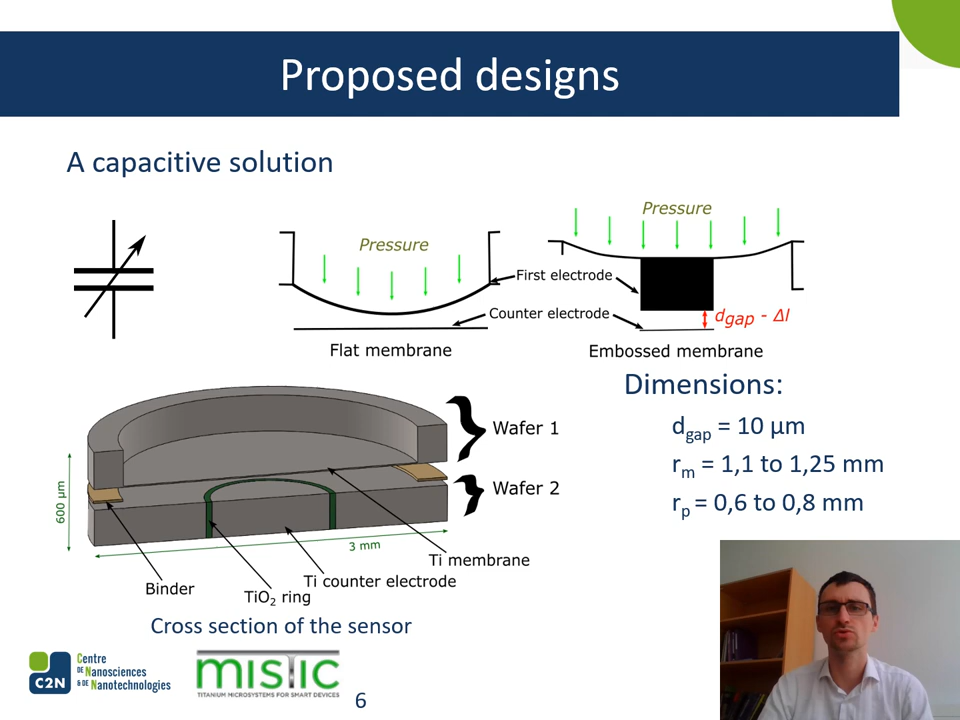 Proposed designs
A capacitive solution
Pressure
Pressure
First electrode
Counter electrode
dgap - Δl
Flat membrane
Embossed membrane
Dimensions:
dgap = 10 µm
rm = 1,1 to 1,25 mm
rp = 0,6 to 0,8 mm
Wafer 1
Wafer 2
600 µm
3 mm
Ti membrane
Ti counter electrode
Binder
TiO2 ring
Cross section of the sensor
C2N
Centre
DE Nanosciences
& DE Nanotechnologies
misTic
TITANIUM MICROSYSTEMS FOR SMART DEVICES
6